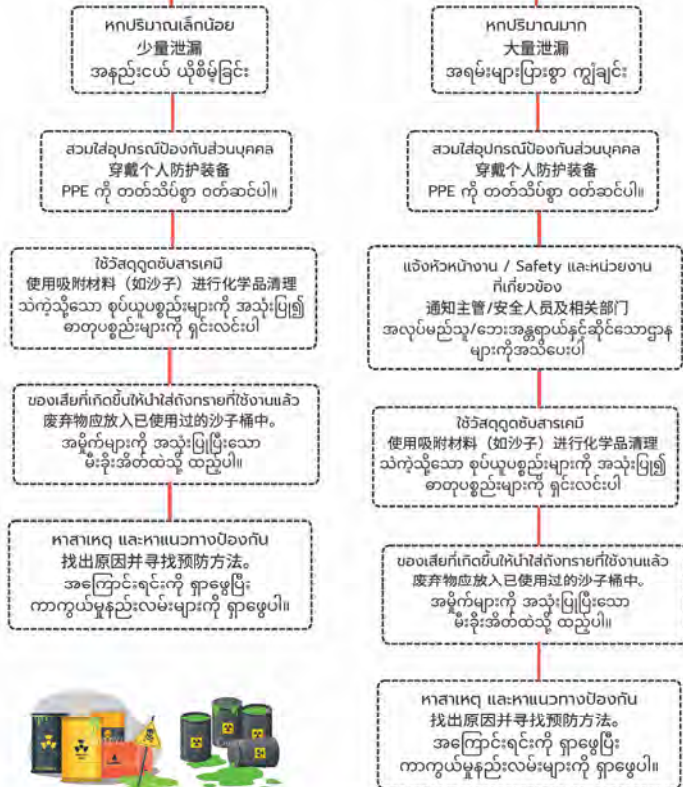 หกปริมาณเล็กน้อย
少量泄漏
အနည်းငယ် ယိုစိမ့်ခြင်း
สวมใส่อุปกรณ์ป้องกันส่วนบุคคล
穿戴个人防护装备
PPE ကို တတ်သိပ်စွာ ဝတ်ဆင်ပါ။
ใช้วัสดุดูดซับสารเคมี
使用吸附材料（如沙子）进行化学品清理
သဲကဲ့သို့သော စုပ်ယူပစ္စည်းများကို အသုံးပြု၍
ဓာတုပစ္စည်းများကို ရှင်းလင်းပါ
ของเสียที่เกิดขึ้นให้นำใส่ถังทรายที่ใช้งานแล้ว
废弃物应放入已使用过的沙子桶中。
အမှိုက်များကို အသုံးပြုပြီးသော
မီးခိုးအိတ်ထဲသို့ ထည့်ပါ။
หาสาเหตุ และหาแนวทางป้องกัน
找出原因并寻找预防方法。
အကြောင်းရင်းကို ရှာဖွေပြီး
ကာကွယ်မှုနည်းလမ်းများကို ရှာဖွေပါ။
หกปริมาณมาก
大量泄漏
အရမ်းများပြားစွာ ကျွံချင်း
สวมใส่อุปกรณ์ป้องกันส่วนบุคคล
穿戴个人防护装备
PPE ကို တတ်သိပ်စွာ ဝတ်ဆင်ပါ။
แจ้งหัวหน้างาน / Safety และหน่วยงาน
ที่เกี่ยวข้อง
通知主管/安全人员及相关部门
အလုပ်မည်သူ/ဘေးအန္တရာယ်နှင့်ဆိုင်သောဌာန
များကိုအသိပေးပါ
ใช้วัสดุดูดซับสารเคมี
使用吸附材料（如沙子）进行化学品清理
သဲကဲ့သို့သော စုပ်ယူပစ္စည်းများကို အသုံးပြု၍
ဓာတုပစ္စည်းများကို ရှင်းလင်းပါ
ของเสียที่เกิดขึ้นให้นำใส่ถังทรายที่ใช้งานแล้ว
废弃物应放入已使用过的沙子桶中。
အမှိုက်များကို အသုံးပြုပြီးသော
မီးခိုးအိတ်ထဲသို့ ထည့်ပါ။
หาสาเหตุ และหาแนวทางป้องกัน
找出原因并寻找预防方法。
အကြောင်းရင်းကို ရှာဖွေပြီး
ကာကွယ်မှုနည်းလမ်းများကို ရှာဖွေပါ။